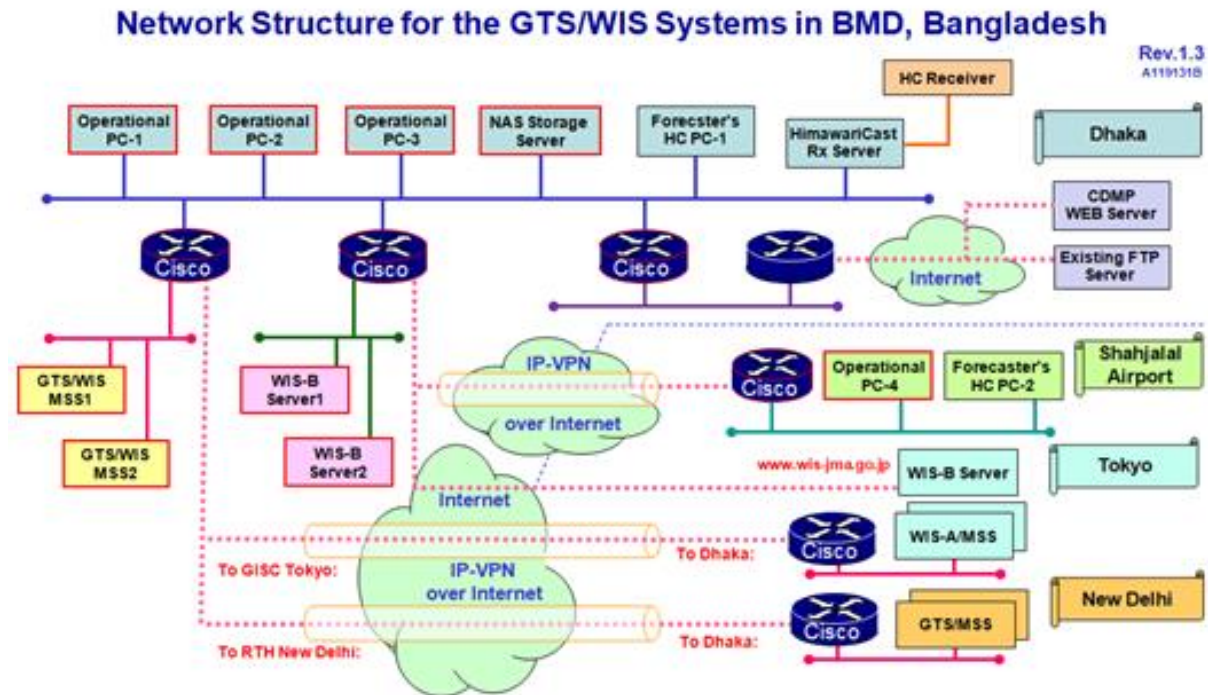 Network Structure for the GTS/WIS Systems in BMD, Bangladesh
Rev.1.3
A119131B
HC Receiver
Operational
PC-1
Operational
PC-2
Operational
PC-3
NAS Storage
Server
Forecster's
HC PC-1
HimawariCast
Rx Server
Dhaka
CDMP
WEB Server
Cisco
Cisco
Cisco
Internet
Existing FTP
Server
GTS/WIS
MSS1
GTS/WIS
MSS2
WIS-B
Server1
WIS-B
Server2
IP-VPN
over Internet
Cisco
Operational
PC-4
Forecaster's
HC PC-2
Shahjalal
Airport
www.wis-jma.go.jp
WIS-B Server
Tokyo
Internet
To GISC Tokyo:
IP-VPN
over Internet
To Dhaka:
Cisco
WIS-A/MSS
To RTH New Delhi:
To Dhaka:
Cisco
GTS/MSS
New Delhi